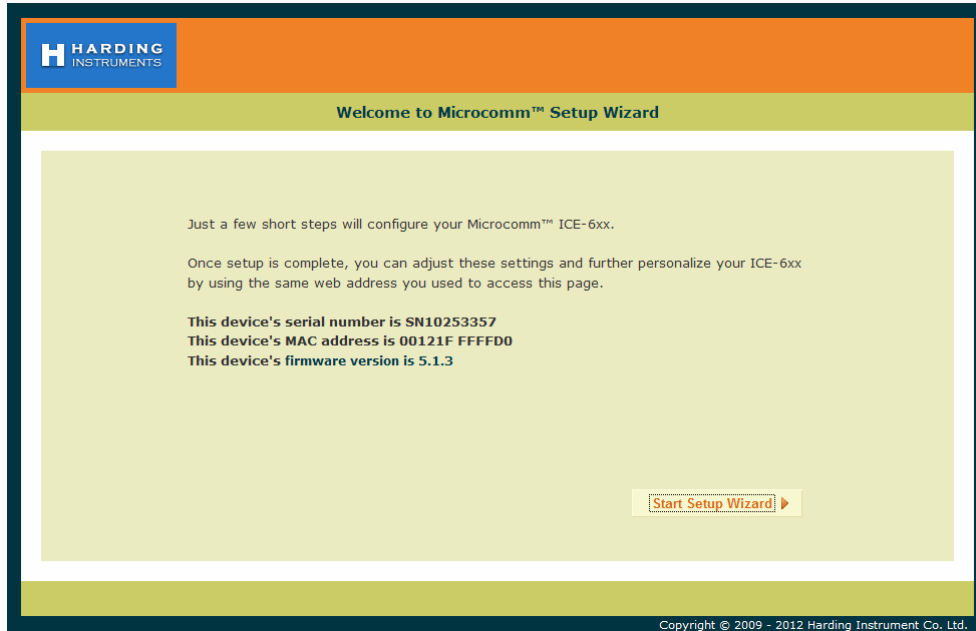 HARDING
INSTRUMENTS
Welcome to Microcomm™ Setup Wizard
Just a few short steps will configure your Microcomm™ ICE-6xx.
Once setup is complete, you can adjust these settings and further personalize your ICE-6xx
by using the same web address you used to access this page.
This device's serial number is SN10253357
This device's MAC address is 00121F FFFFD0
This device's firmware version is 5.1.3
Start Setup Wizard
Copyright © 2009 - 2012 Harding Instrument Co. Ltd.